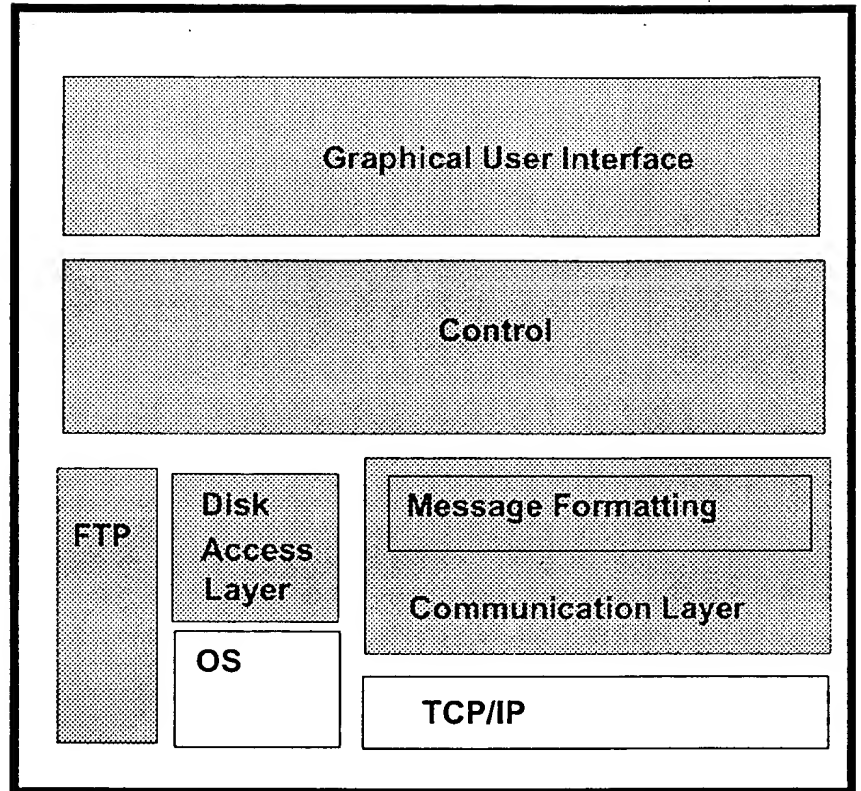 Graphical User Interface
Control
FTP
Disk
Access
Layer
OS
Message Formatting
Communication Layer
TCP/IP